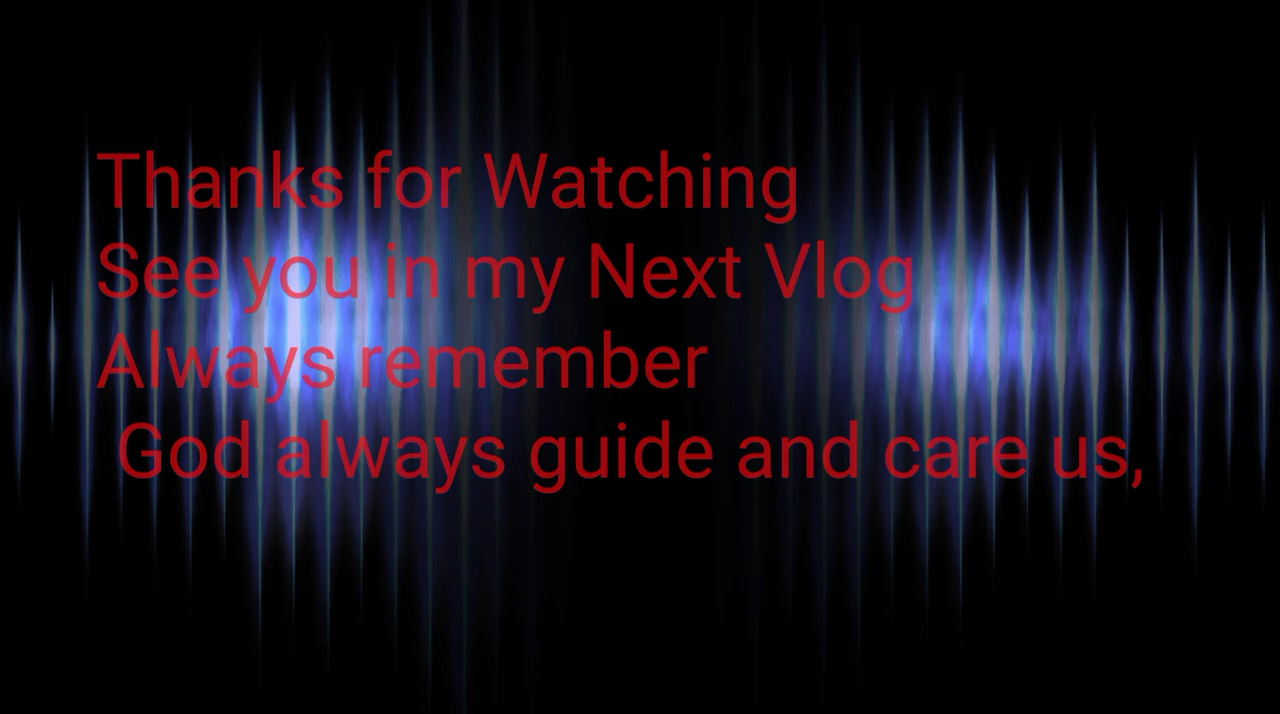 Thanks for Watching
See you in my Next Vlog
Always remember
God always guide and care us,